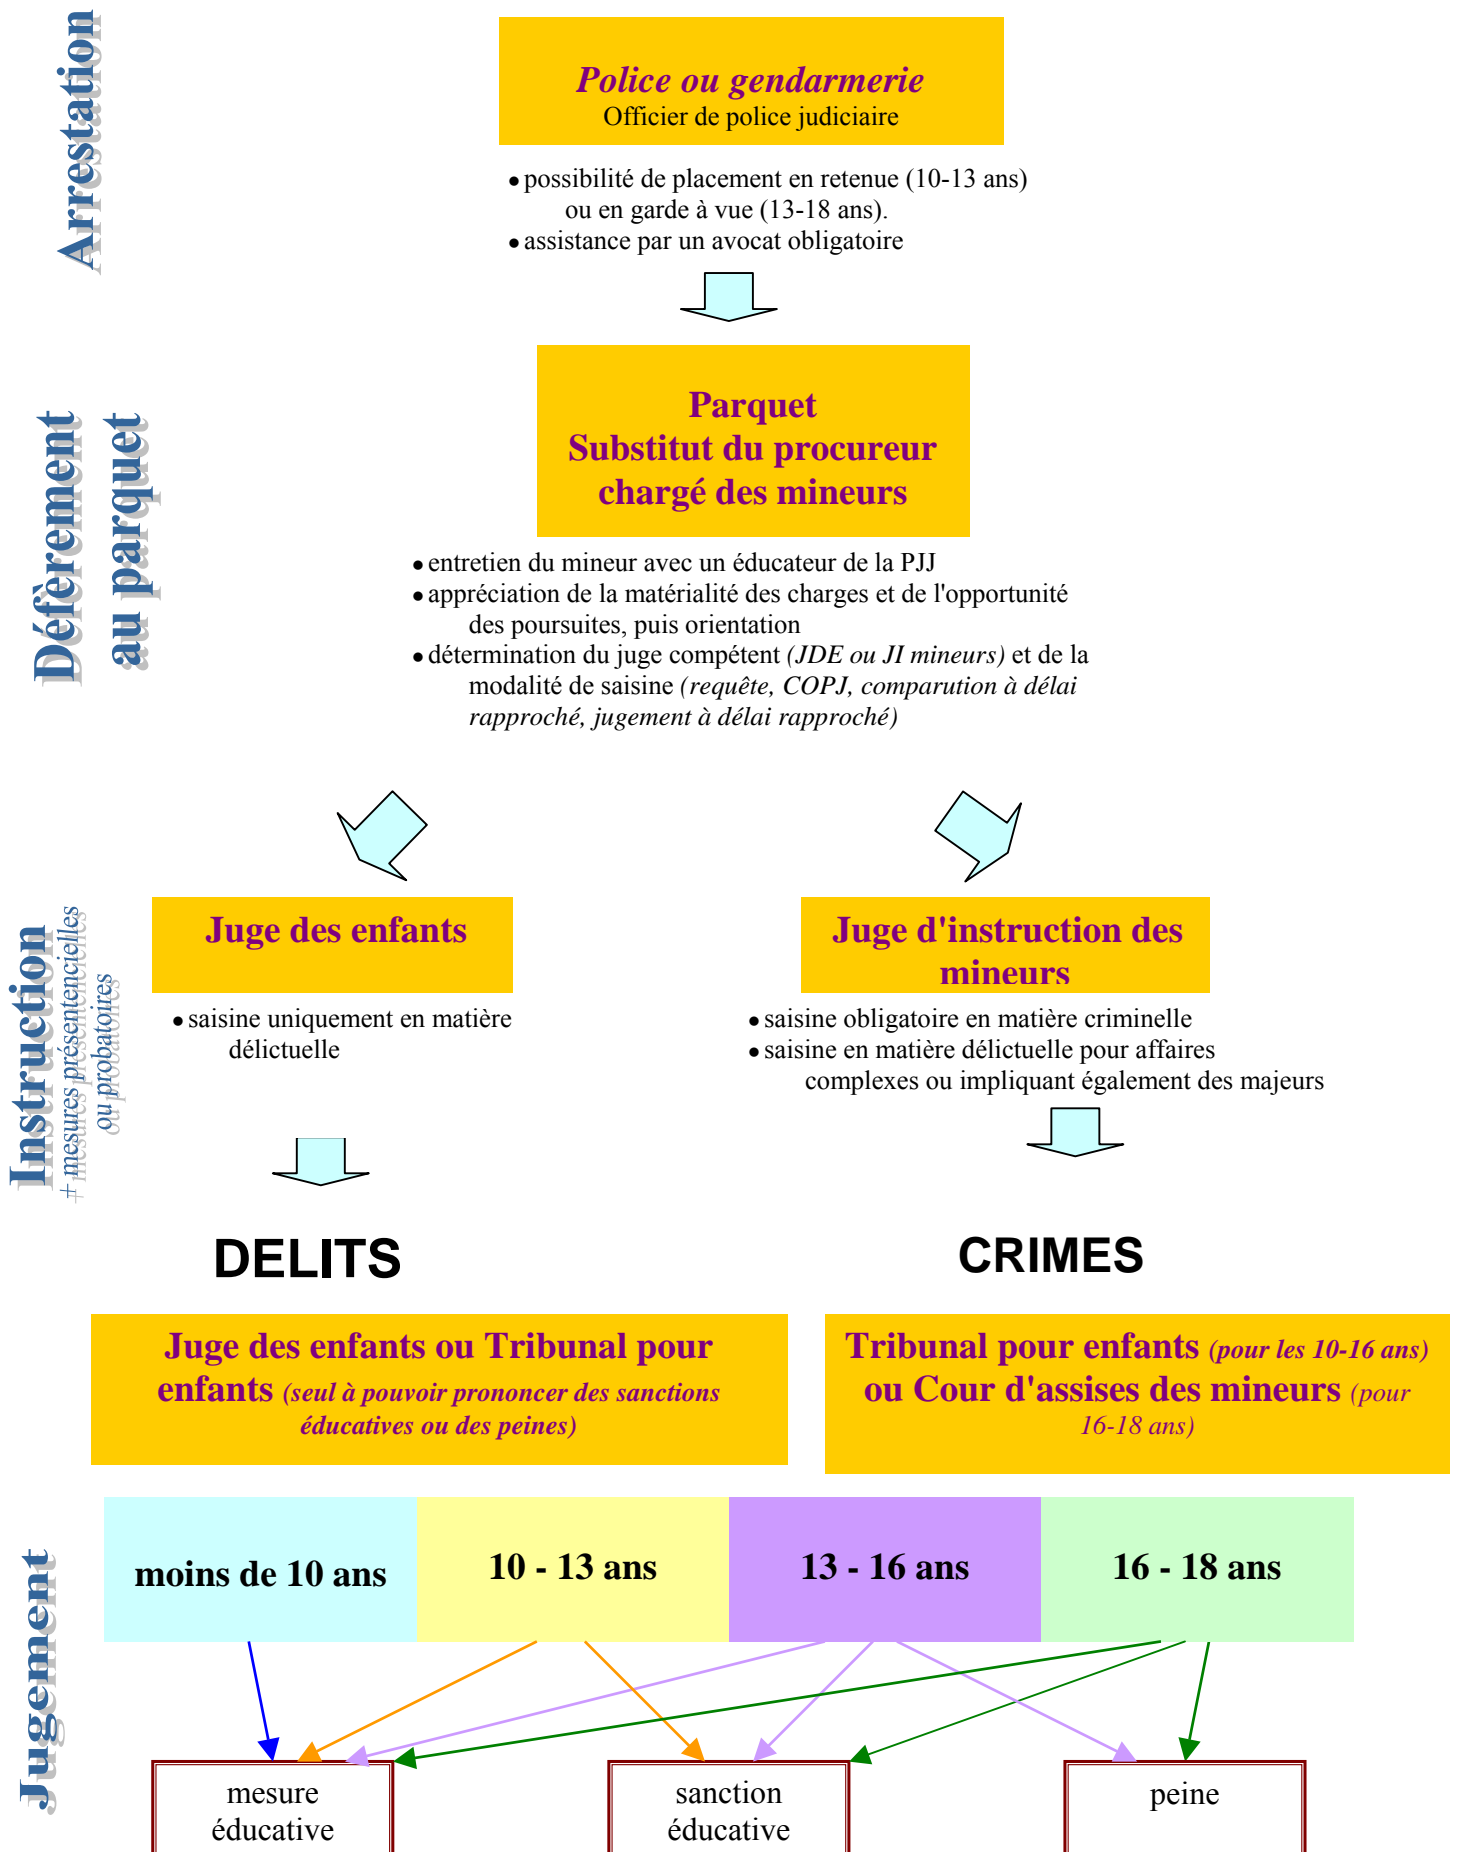 Arrestation
Police ou gendarmerie
Officier de police judiciaire
• possibilité de placement en retenue (10-13 ans)
ou en garde à vue (13-18 ans).
• assistance par un avocat obligatoire
Défèrement
au parquet
Parquet
Substitut du procureur
chargé des mineurs
• entretien du mineur avec un éducateur de la PJJ
• appréciation de la matérialité des charges et de l'opportunité
des poursuites, puis orientation
• détermination du juge compétent (JDE ou JI mineurs) et de la
modalité de saisine (requête, COPJ, comparution à délai
rapproché, jugement à délai rapproché)
Instruction
# mesures présentencielles
ou probatoires
Juge des enfants
• saisine uniquement en matière
délictuelle
Juge d'instruction des
mineurs
• saisine obligatoire en matière criminelle
• saisine en matière délictuelle pour affaires
complexes ou impliquant également des majeurs
DELITS
CRIMES
Juge des enfants ou Tribunal pour
enfants (seul à pouvoir prononcer des sanctions
éducatives ou des peines)
Tribunal pour enfants (pour les 10-16 ans)
ou Cour d'assises des mineurs (pour
16-18 ans)
Jugement
moins de 10 ans
10 - 13 ans
13 - 16 ans
16 - 18 ans
mesure
éducative
sanction
éducative
peine